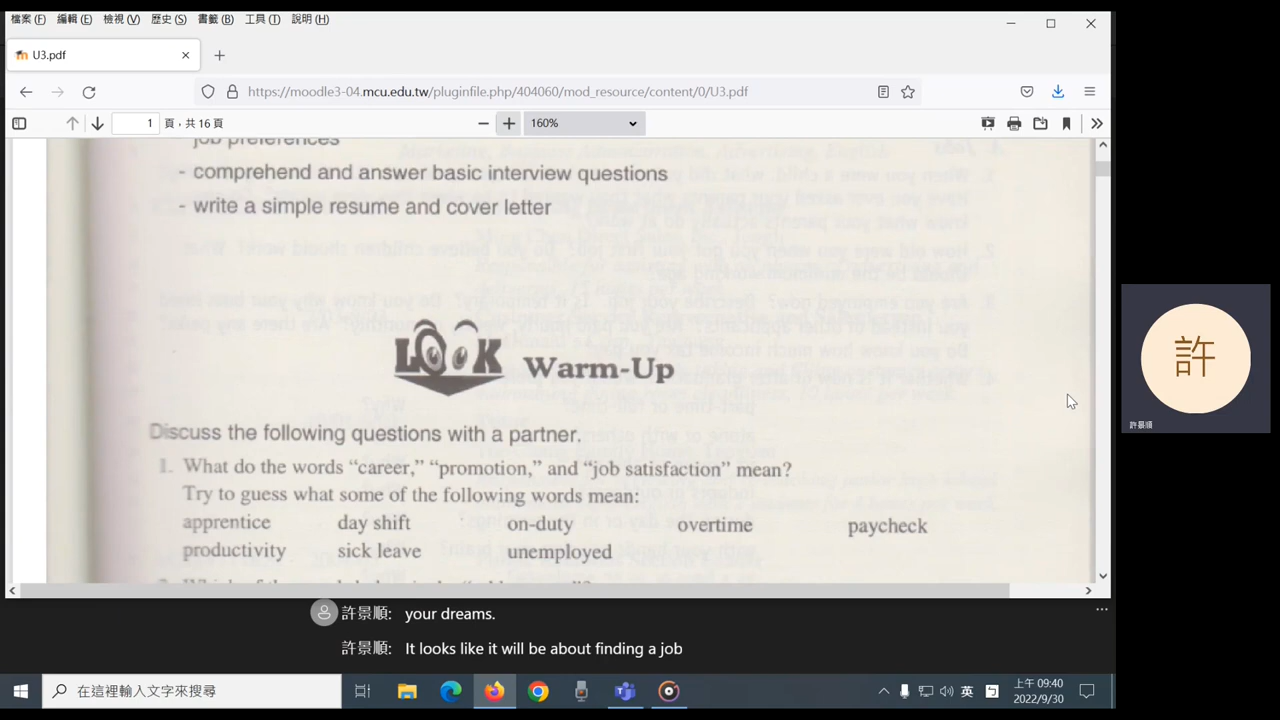 檔案(F) 編輯(E) 檢視(V) 歷史(S) 書籤(B) 工具(T) 說明(H)
U3.pdf
https://moodle3-04.mcu.edu.tw/pluginfile.php/404060/mod_resource/content/0/U3.pdf
1 頁，共 16 頁
160%
job preferences
- comprehend and answer basic interview questions
- write a simple resume and cover letter
LOOK Warm-Up
Discuss the following questions with a partner.
1. What do the words “career,” “promotion,” and “job satisfaction” mean?
Try to guess what some of the following words mean:
apprentice day shift on-duty overtime paycheck
productivity sick leave unemployed
許
許景順
許景順: your dreams.
許景順: It looks like it will be about finding a job
在這裡輸入文字來搜尋
英
上午 09:40
2022/9/30